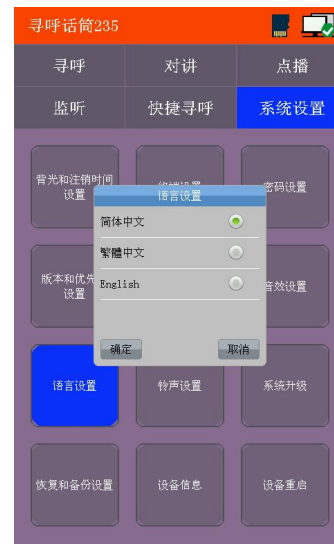 寻呼话筒235
寻呼
对讲
点播
监听
快捷寻呼
系统设置
背光和注销时间
设置
密码设置
语言设置
简体中文
繁體中文
English
确定
取消
版本和优先
设置
音效设置
语言设置
铃声设置
系统升级
恢复和备份设置
设备信息
设备重启